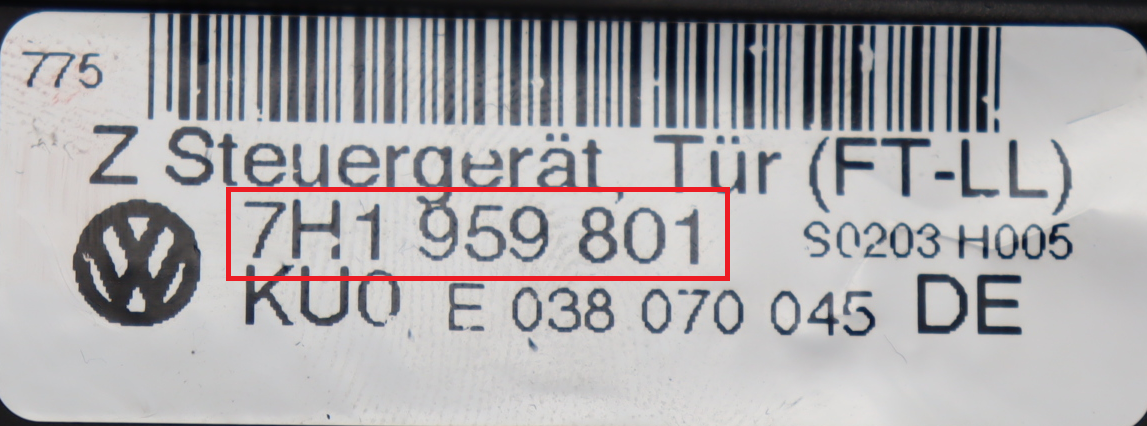 775
Z Steuergerät, Tür (FT-LL)
7H1 959 801 S0203 H005
KU0 E 038 070 045 DE